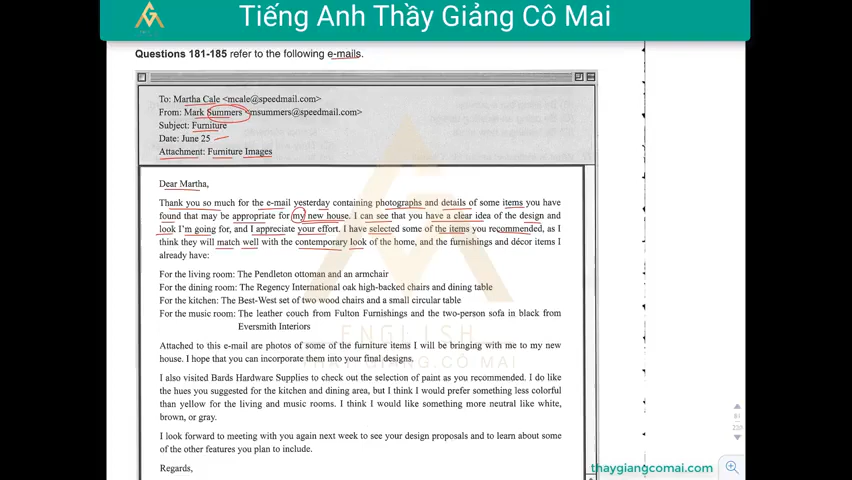 Tiếng Anh Thầy Giảng Cô Mai
Questions 181-185 refer to the following e-mails.
To: Martha Cale <mcale@speedmail.com>
From: Mark Summers <msummers@speedmail.com>
Subject: Furniture
Date: June 25
Attachment: Furniture Images
Dear Martha,
Thank you so much for the e-mail yesterday containing photographs and details of some items you have
found that may be appropriate for my new house. I can see that you have a clear idea of the design and
look I'm going for, and I appreciate your effort. I have selected some of the items you recommended, as I
think they will match well with the contemporary look of the home, and the furnishings and décor items I
already have:
For the living room: The Pendleton ottoman and an armchair
For the dining room: The Regency International oak high-backed chairs and dining table
For the kitchen: The Best-West set of two wood chairs and a small circular table
For the music room: The leather couch from Fulton Furnishings and the two-person sofa in black from
Eversmith Interiors
ENGLISH
Attached to this e-mail are photos of some of the furniture items I will be bringing with me to my new
house. I hope that you can incorporate them into your final designs.
THẦY GIẢNG.CÔ MAI
I also visited Bards Hardware Supplies to check out the selection of paint as you recommended. I do like
the hues you suggested for the kitchen and dining area, but I think I would prefer something less colorful
than yellow for the living and music rooms. I think I would like something more neutral like white,
brown, or gray.
I look forward to meeting with you again next week to see your design proposals and to learn about some
of the other features you plan to include.
Regards,
thaygiangcomai.com